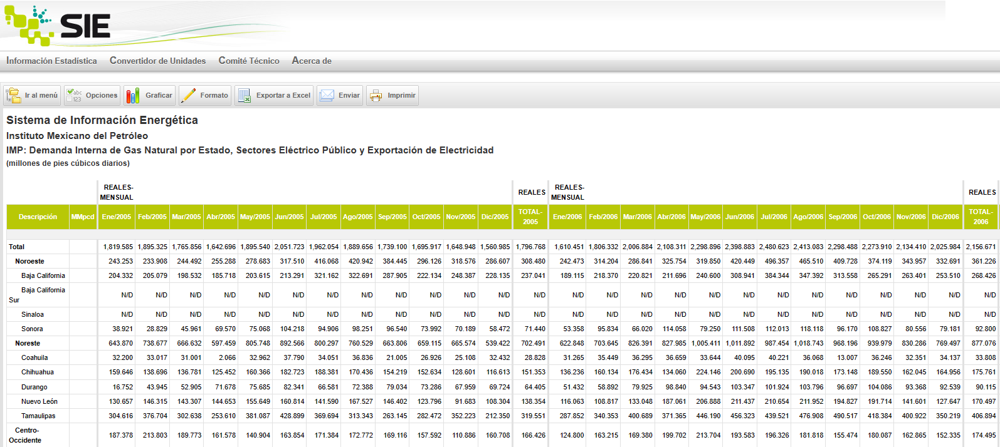 SIE
Información Estadística Convertidor de Unidades Comité Técnico Acerca de
Ir al menú abc 123 Opciones Graficar Formato Exportar a Excel Enviar Imprimir
Sistema de Información Energética
Instituto Mexicano del Petróleo
IMP: Demanda Interna de Gas Natural por Estado, Sectores Eléctrico Público y Exportación de Electricidad
(millones de pies cúbicos diarios)
REALES-MENSUAL REALES REALES-MENSUAL REALES
Descripción MMpcd Ene/2005 Feb/2005 Mar/2005 Abr/2005 May/2005 Jun/2005 Jul/2005 Ago/2005 Sep/2005 Oct/2005 Nov/2005 Dic/2005 TOTAL-2005 Ene/2006 Feb/2006 Mar/2006 Abr/2006 May/2006 Jun/2006 Jul/2006 Ago/2006 Sep/2006 Oct/2006 Nov/2006 Dic/2006 TOTAL-2006
Total 1,819.585 1,895.325 1,765.856 1,642.696 1,895.540 2,051.723 1,962.054 1,889.656 1,739.100 1,695.917 1,648.948 1,560.985 1,796.768 1,610.451 1,806.332 2,006.884 2,108.311 2,298.896 2,398.883 2,480.623 2,413.083 2,298.488 2,273.910 2,134.410 2,025.984 2,156.671
Noroeste 243.253 233.908 244.492 255.288 278.683 317.510 416.068 420.942 384.445 296.126 318.576 286.607 308.480 242.473 314.204 286.841 325.754 319.850 420.449 496.357 465.510 409.728 374.119 343.957 332.691 361.226
Baja California 204.332 205.079 198.532 185.718 203.615 213.291 321.162 322.691 287.905 222.134 248.387 228.135 237.041 189.115 218.370 220.821 211.696 240.600 308.941 384.344 347.392 313.558 265.291 263.401 253.510 268.426
Baja California Sur N/D N/D N/D N/D N/D N/D N/D N/D N/D N/D N/D N/D N/D N/D N/D N/D N/D N/D N/D N/D N/D N/D N/D N/D N/D N/D
Sinaloa N/D N/D N/D N/D N/D N/D N/D N/D N/D N/D N/D N/D N/D N/D N/D N/D N/D N/D N/D N/D N/D N/D N/D N/D N/D N/D
Sonora 38.921 28.829 45.961 69.570 75.068 104.218 94.906 98.251 96.540 73.992 70.189 58.472 71.440 53.358 95.834 66.020 114.058 79.250 111.508 112.013 118.118 96.170 108.827 80.556 79.181 92.800
Noreste 643.870 738.677 666.632 597.459 805.748 892.566 800.297 760.529 663.806 659.115 665.574 539.422 702.491 622.848 703.645 826.391 827.985 1,005.411 1,011.892 987.454 1,018.743 968.196 939.979 830.286 769.497 877.076
Coahuila 32.200 33.017 31.001 2.066 32.962 37.790 34.051 36.836 21.005 26.926 25.108 32.432 28.828 31.265 35.449 36.295 36.659 33.644 40.095 40.221 36.068 13.007 36.246 32.351 34.137 33.808
Chihuahua 159.646 138.696 136.781 125.452 160.366 182.723 188.381 170.436 154.219 152.634 128.601 116.613 151.353 136.236 160.134 176.434 134.060 224.146 200.690 195.135 190.018 173.148 189.550 162.045 164.956 175.761
Durango 16.752 43.945 52.905 71.678 75.685 82.341 66.581 72.388 79.034 73.286 67.959 69.724 64.405 51.432 58.892 79.925 98.840 94.543 103.347 101.924 103.796 96.697 104.086 93.368 92.539 90.115
Nuevo León 130.657 146.315 143.307 144.653 155.649 160.814 141.590 167.527 146.402 123.796 91.683 108.304 138.354 116.063 108.817 133.048 187.061 206.888 211.437 210.654 211.952 194.827 191.714 141.601 127.647 170.497
Tamaulipas 304.616 376.704 302.638 253.610 381.087 428.899 369.694 313.343 263.145 282.472 352.223 212.350 319.551 287.852 340.353 400.689 371.365 446.190 456.323 439.521 476.908 490.517 418.384 400.922 350.219 406.894
Centro-Occidente 187.378 213.803 189.773 161.578 140.904 163.854 171.384 172.772 169.116 157.592 110.886 160.708 166.426 124.800 163.215 169.380 199.702 213.704 193.583 196.326 181.818 155.474 180.087 162.865 152.335 174.495